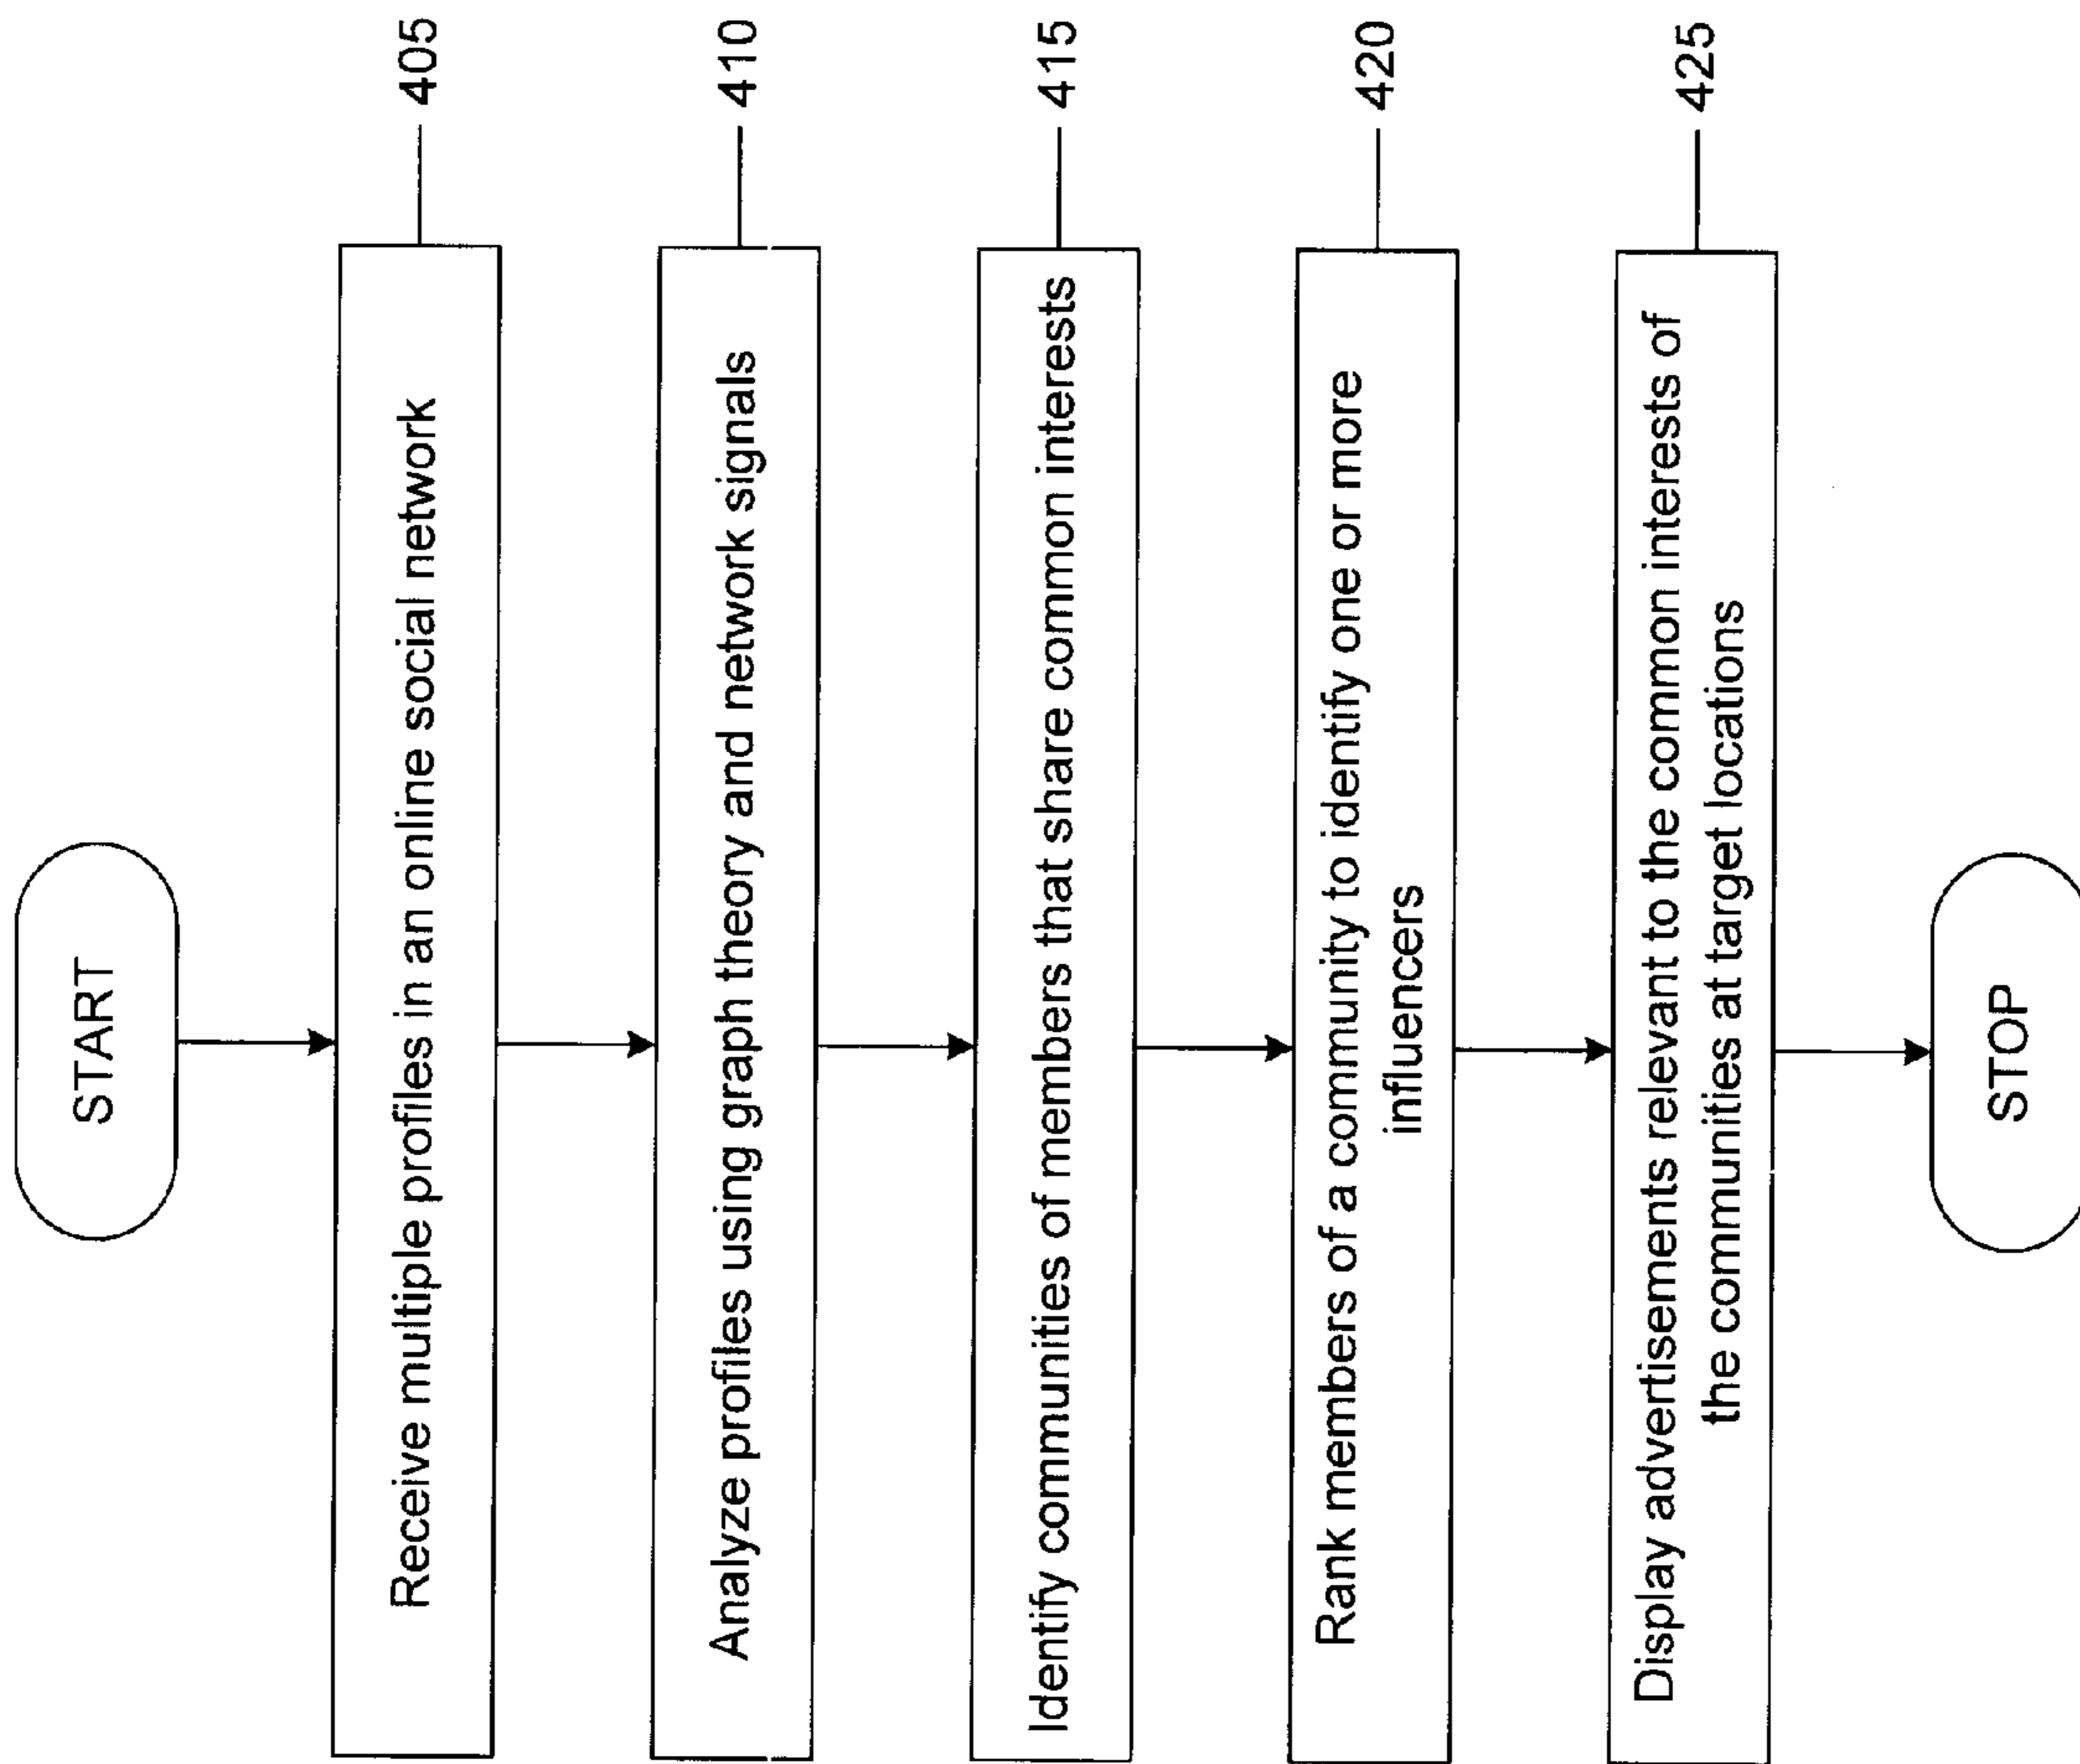 START
Receive multiple profiles in an online social network
405
Analyze profiles using graph theory and network signals
410
Identify communities of members that share common interests
415
Rank members of a community to identify one or more
influencers
420
Display advertisements relevant to the common interests of
the communities at target locations
425
STOP